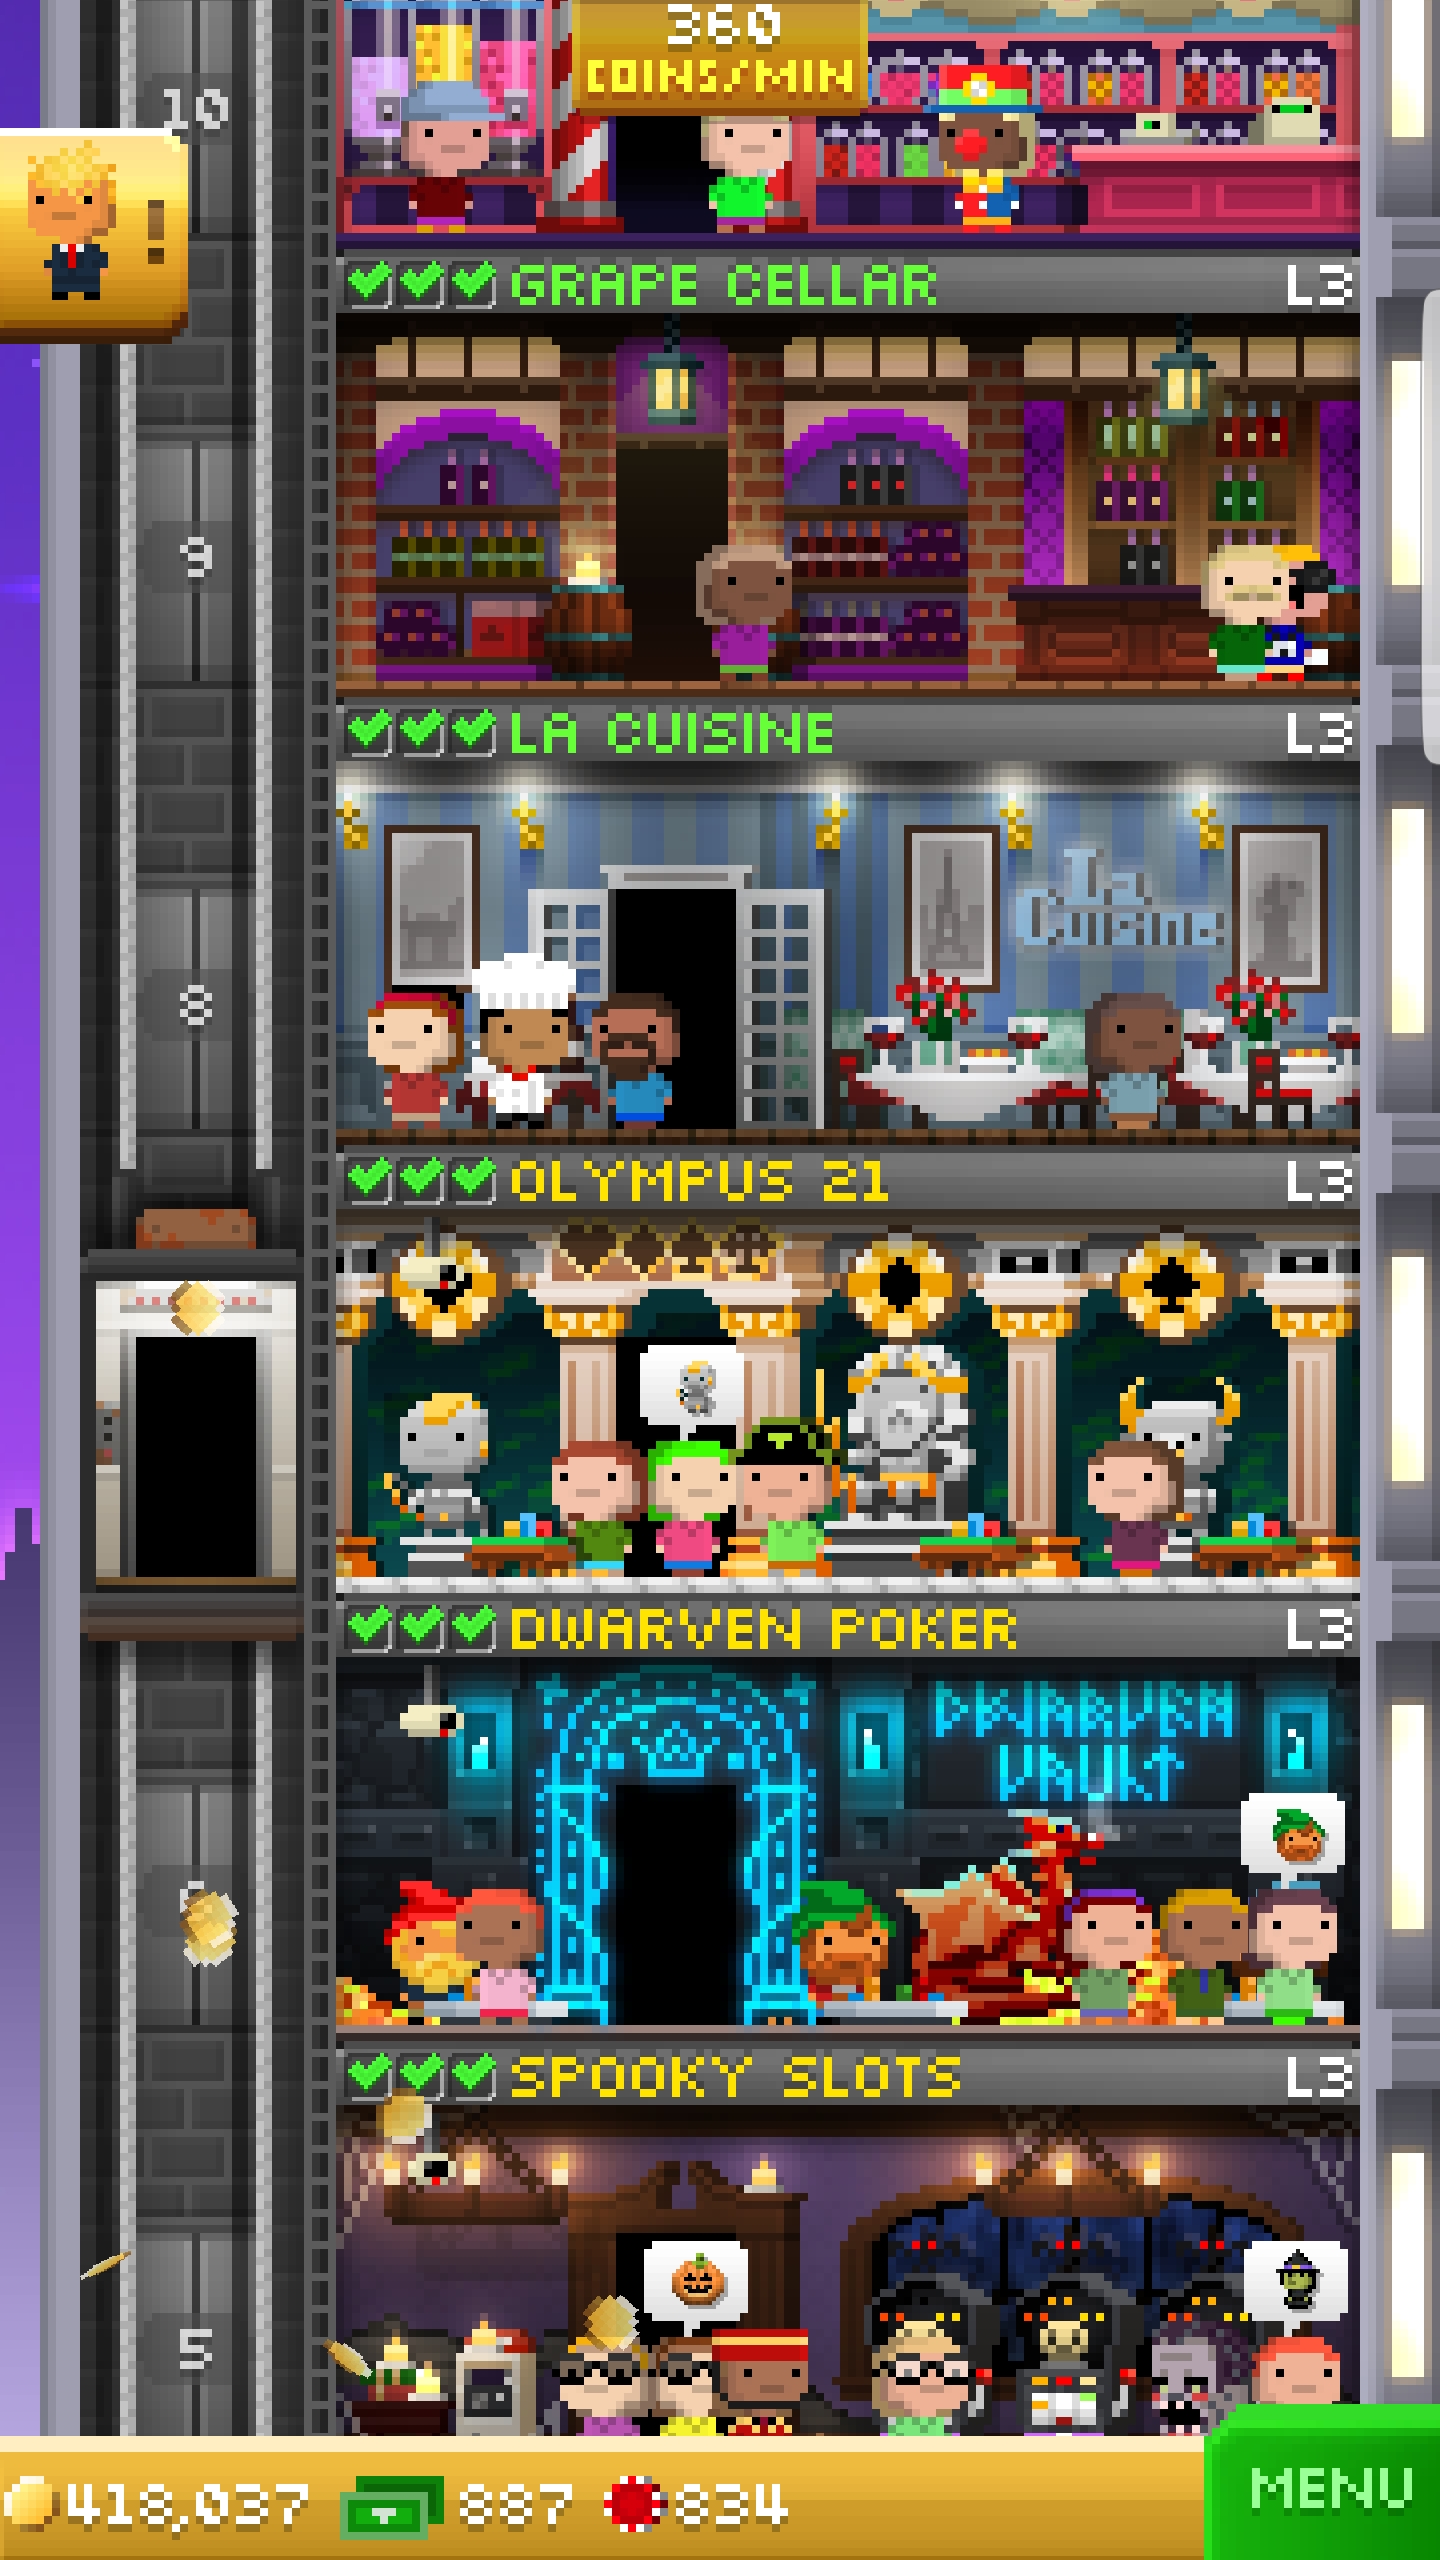 360
COINS/MIN
10
!
GRAPE CELLAR L3
9
LA CUISINE L3
La
Cuisine
8
OLYMPUS 21 L3
DWARVEN POKER L3
DWARVEN
VAULT
SPOOKY SLOTS L3
5
418,037 887 834
MENU